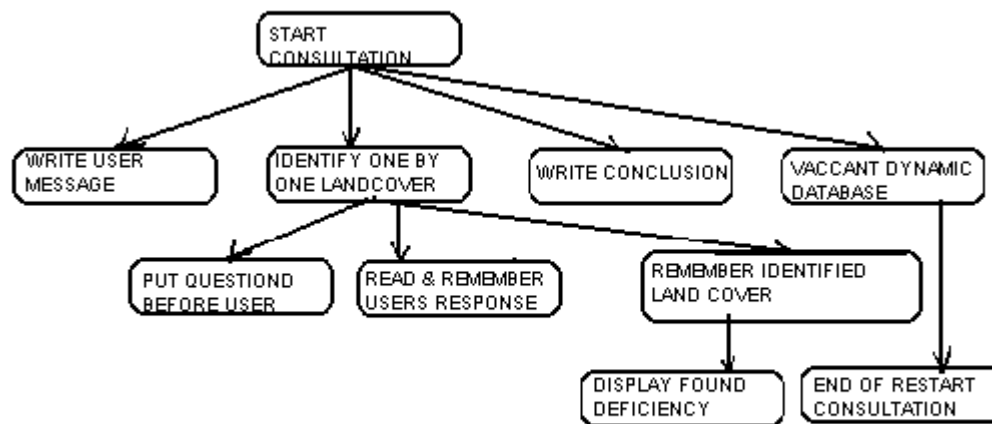 START
CONSULTATION
WRITE USER
MESSAGE
IDENTIFY ONE BY
ONE LANDCOVER
WRITE CONCLUSION
VACCANT DYNAMIC
DATABASE
PUT QUESTIOND
BEFORE USER
READ & REMEMBER
USERS RESPONSE
REMEMBER IDENTIFIED
LAND COVER
DISPLAY FOUND
DEFICIENCY
END OF RESTART
CONSULTATION